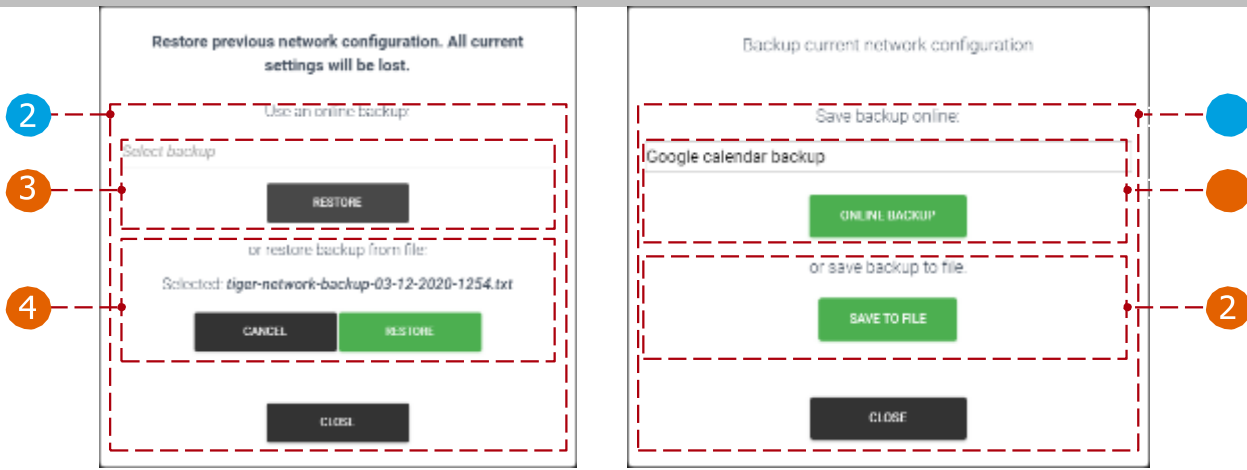 Restore previous network configuration. All current
settings will be lost.
2
Use an online backup:
Select backup
3
RESTORE
or restore backup from file:
Selected: tiger-network-backup-03-12-2020-1254.txt
4
CANCEL
RESTORE
CLOSE
Backup current network configuration
Save backup online:
Google calendar backup
ONLINE BACKUP
or save backup to file.
SAVE TO FILE
2
CLOSE